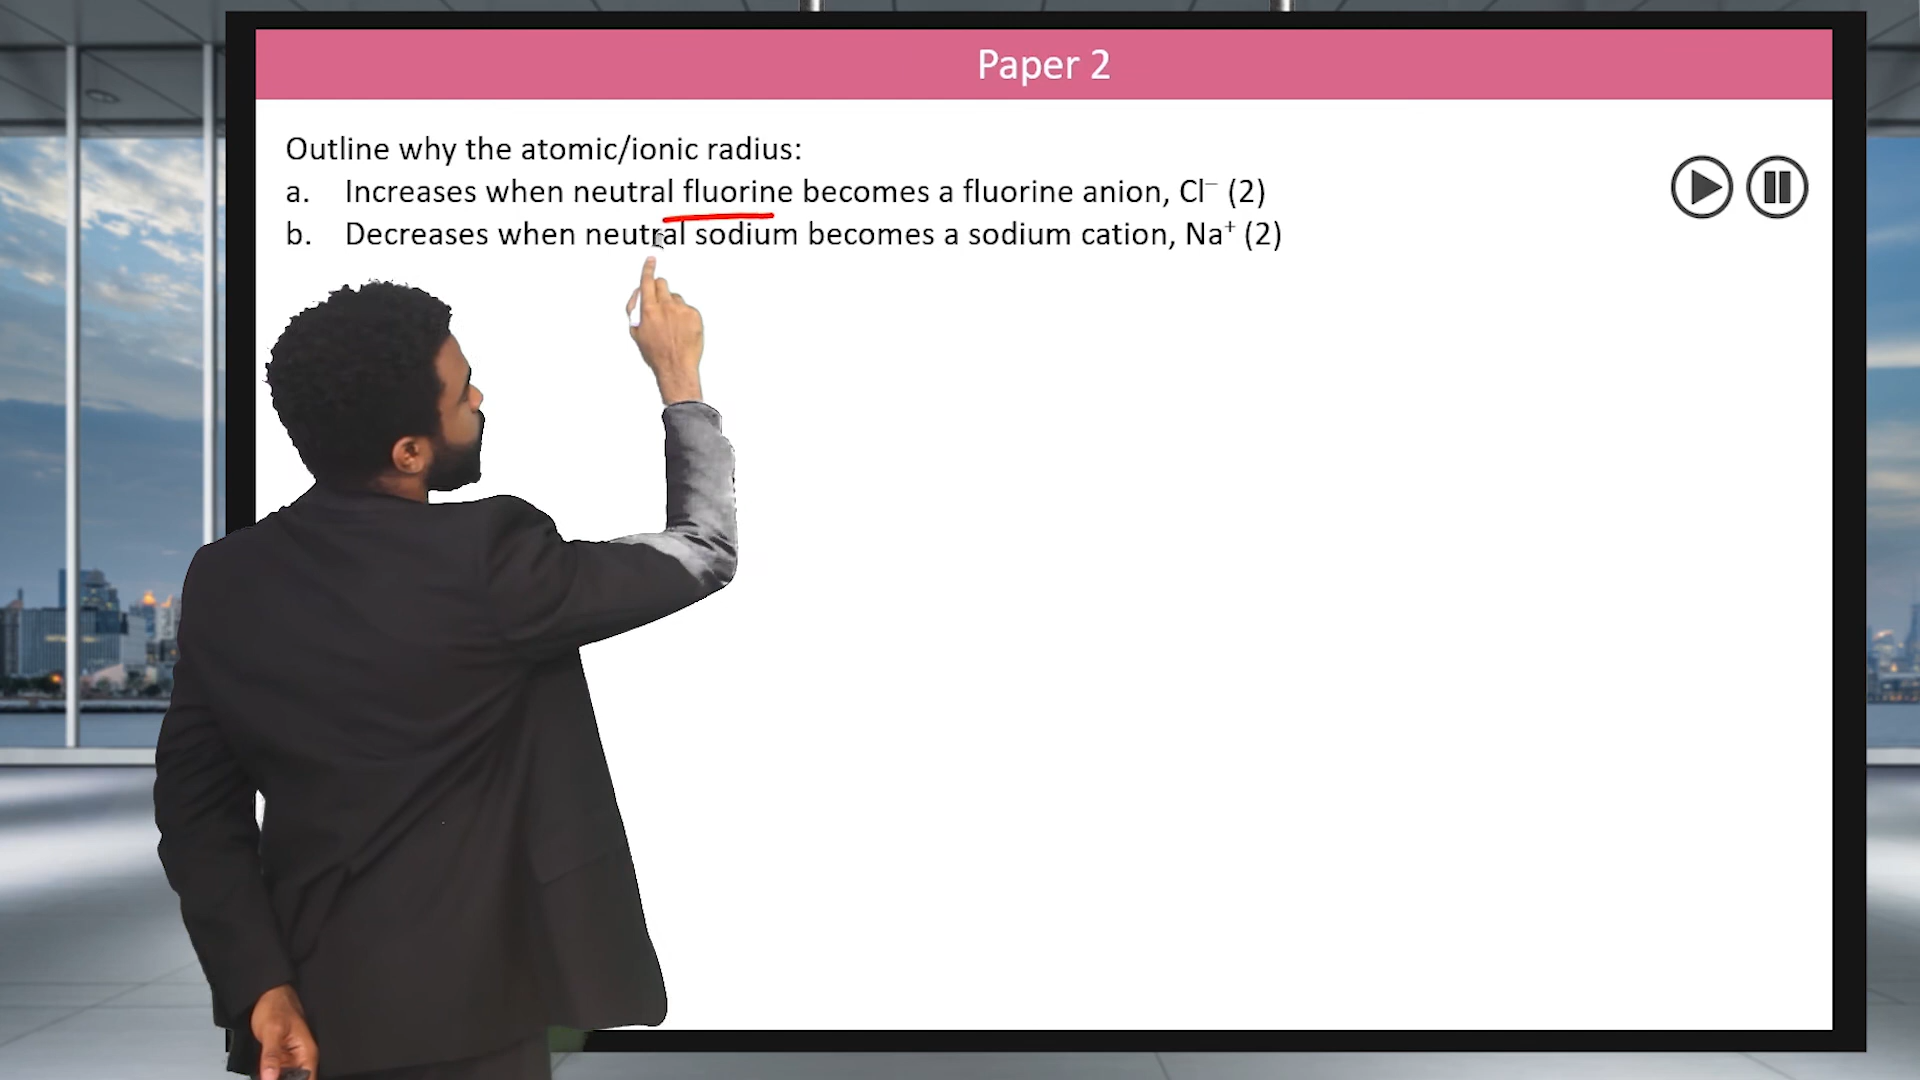 Paper 2
Outline why the atomic/ionic radius:
a. Increases when neutral fluorine becomes a fluorine anion, Cl⁻ (2)
b. Decreases when neutral sodium becomes a sodium cation, Na⁺ (2)